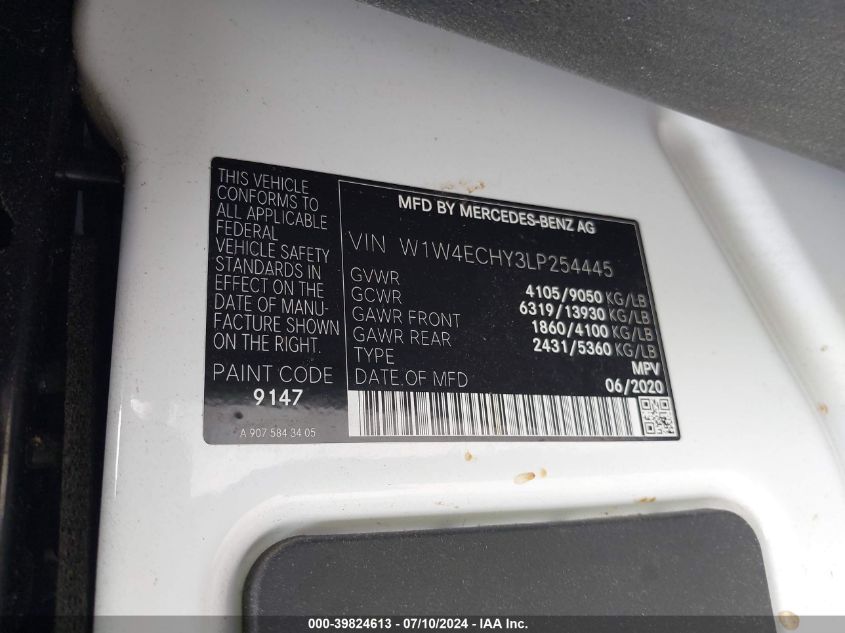 THIS VEHICLE
CONFORMS TO
ALL APPLICABLE
FEDERAL
VEHICLE SAFETY
STANDARDS IN
EFFECT ON THE
DATE OF MANU-
FACTURE SHOWN
ON THE RIGHT.
PAINT CODE
9147
A 907 584 34 05
MFD BY MERCEDES-BENZ AG
VIN W1W4ECHY3LP254445
GVWR 4105/9050 KG/LB
GCWR 6319/13930 KG/LB
GAWR FRONT 1860/4100 KG/LB
GAWR REAR 2431/5360 KG/LB
TYPE MPV
DATE OF MFD 06/2020
000-39824613 - 07/10/2024 - IAA, Inc.